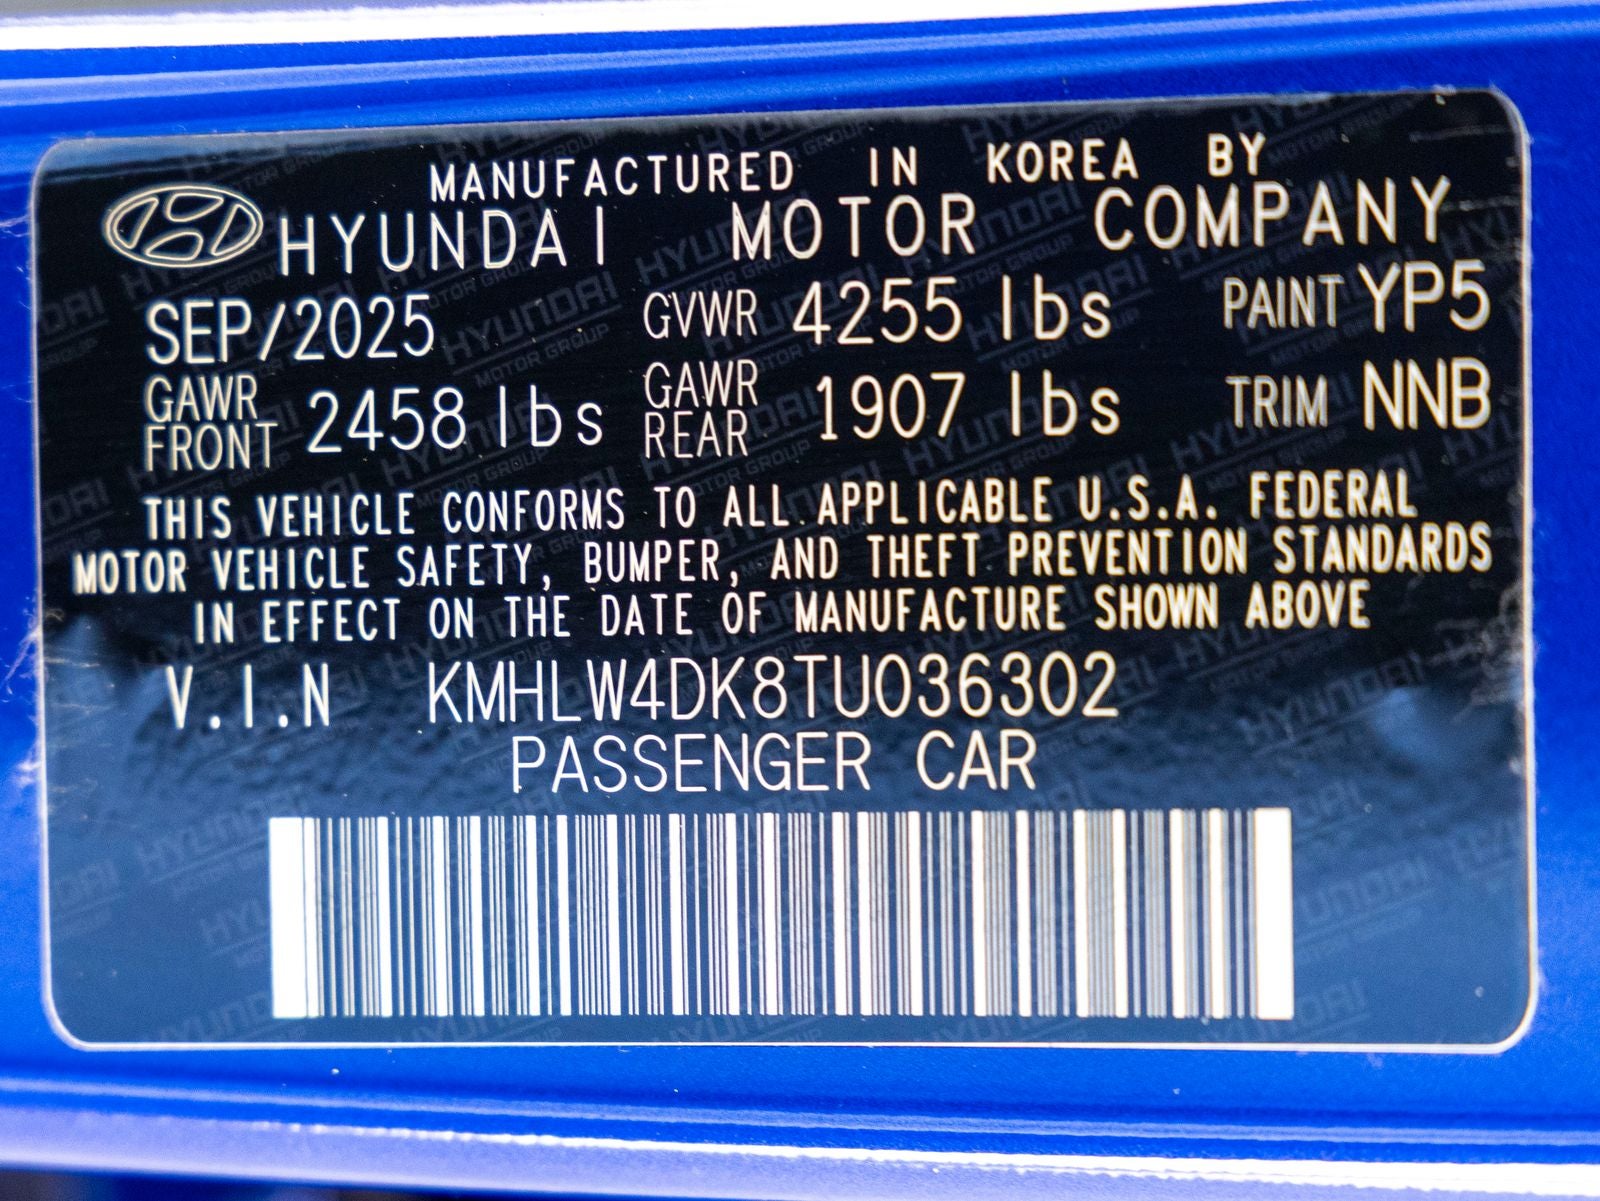 MANUFACTURED IN KOREA BY
HYUNDAI MOTOR COMPANY
SEP/2025 GVWR 4255 lbs PAINT YP5
GAWR FRONT 2458 lbs GAWR REAR 1907 lbs TRIM NNB
THIS VEHICLE CONFORMS TO ALL APPLICABLE U.S.A. FEDERAL
MOTOR VEHICLE SAFETY, BUMPER, AND THEFT PREVENTION STANDARDS
IN EFFECT ON THE DATE OF MANUFACTURE SHOWN ABOVE
V.I.N KMHLW4DK8TU036302
PASSENGER CAR